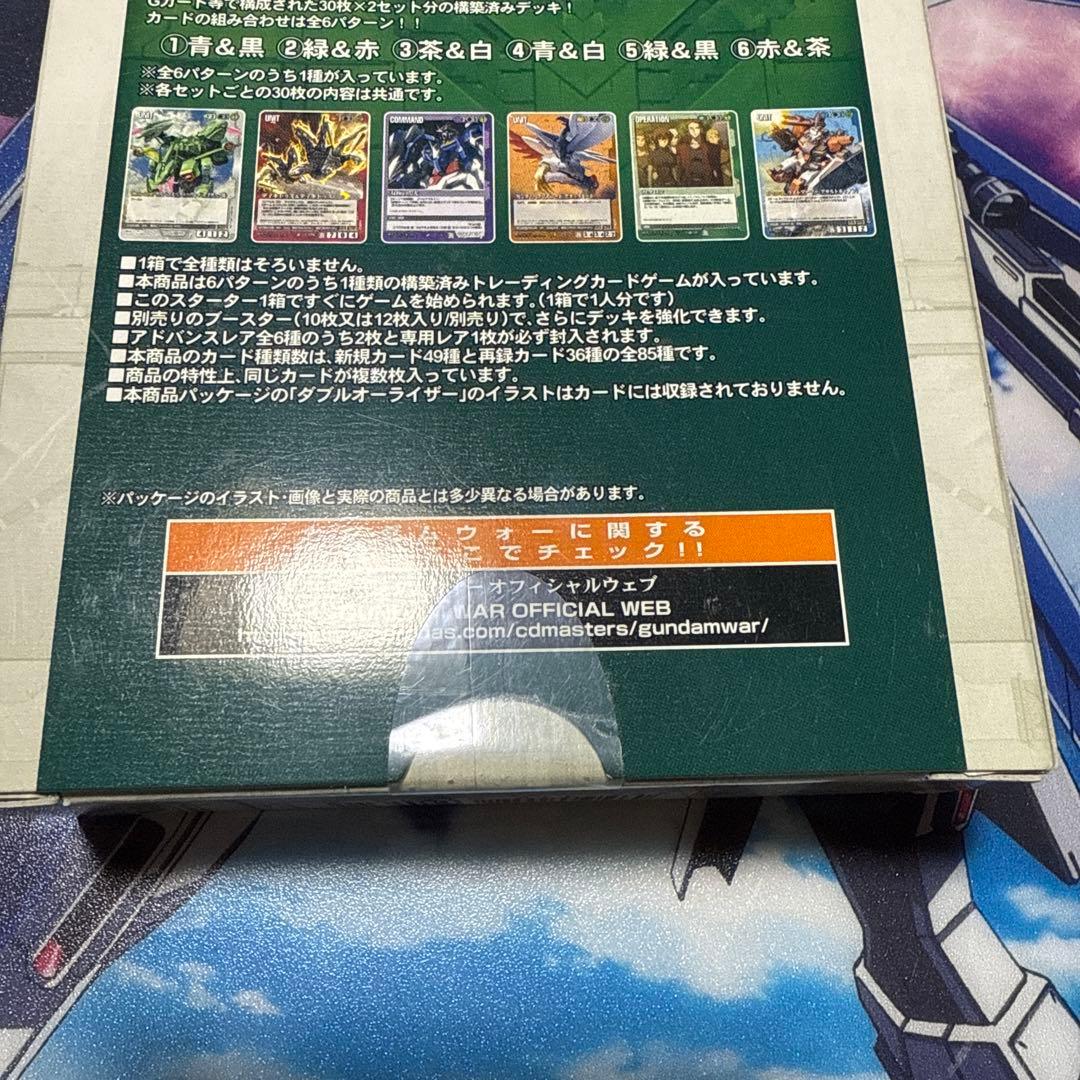 Gカード等で構成された30枚×2セット分の構築済みデッキ！
カードの組み合わせは全6パターン！！
①青&黒 ②緑&赤 ③茶&白 ④青&白 ⑤緑&黒 ⑥赤&茶
※全6パターンのうち1種が入っています。
※各セットごとの30枚の内容は共通です。
UNIT UNIT COMMAND UNIT OPERATION UNIT
■1箱で全種類はそろいません。
■本商品は6パターンのうち1種類の構築済みトレーディングカードゲームが入っています。
■このスターター1箱ですぐにゲームを始められます。(1箱で1人分です)
■別売りのブースター(10枚又は12枚入り/別売り)で、さらにデッキを強化できます。
■アドバンスレア全6種のうち2枚と専用レア1枚が必ず封入されています。
■本商品のカード種類数は、新規カード49種と再録カード36種の全85種です。
■商品の特性上、同じカードが複数枚入っています。
■本商品パッケージの「ダブルオーライザー」のイラストはカードには収録されておりません。
※パッケージのイラスト・画像と実際の商品とは多少異なる場合があります。
ムウォーに関する
こでチェック!!
ーオフィシャルウェブ
WAR OFFICIAL WEB
das.com/cdmasters/gundamwar/